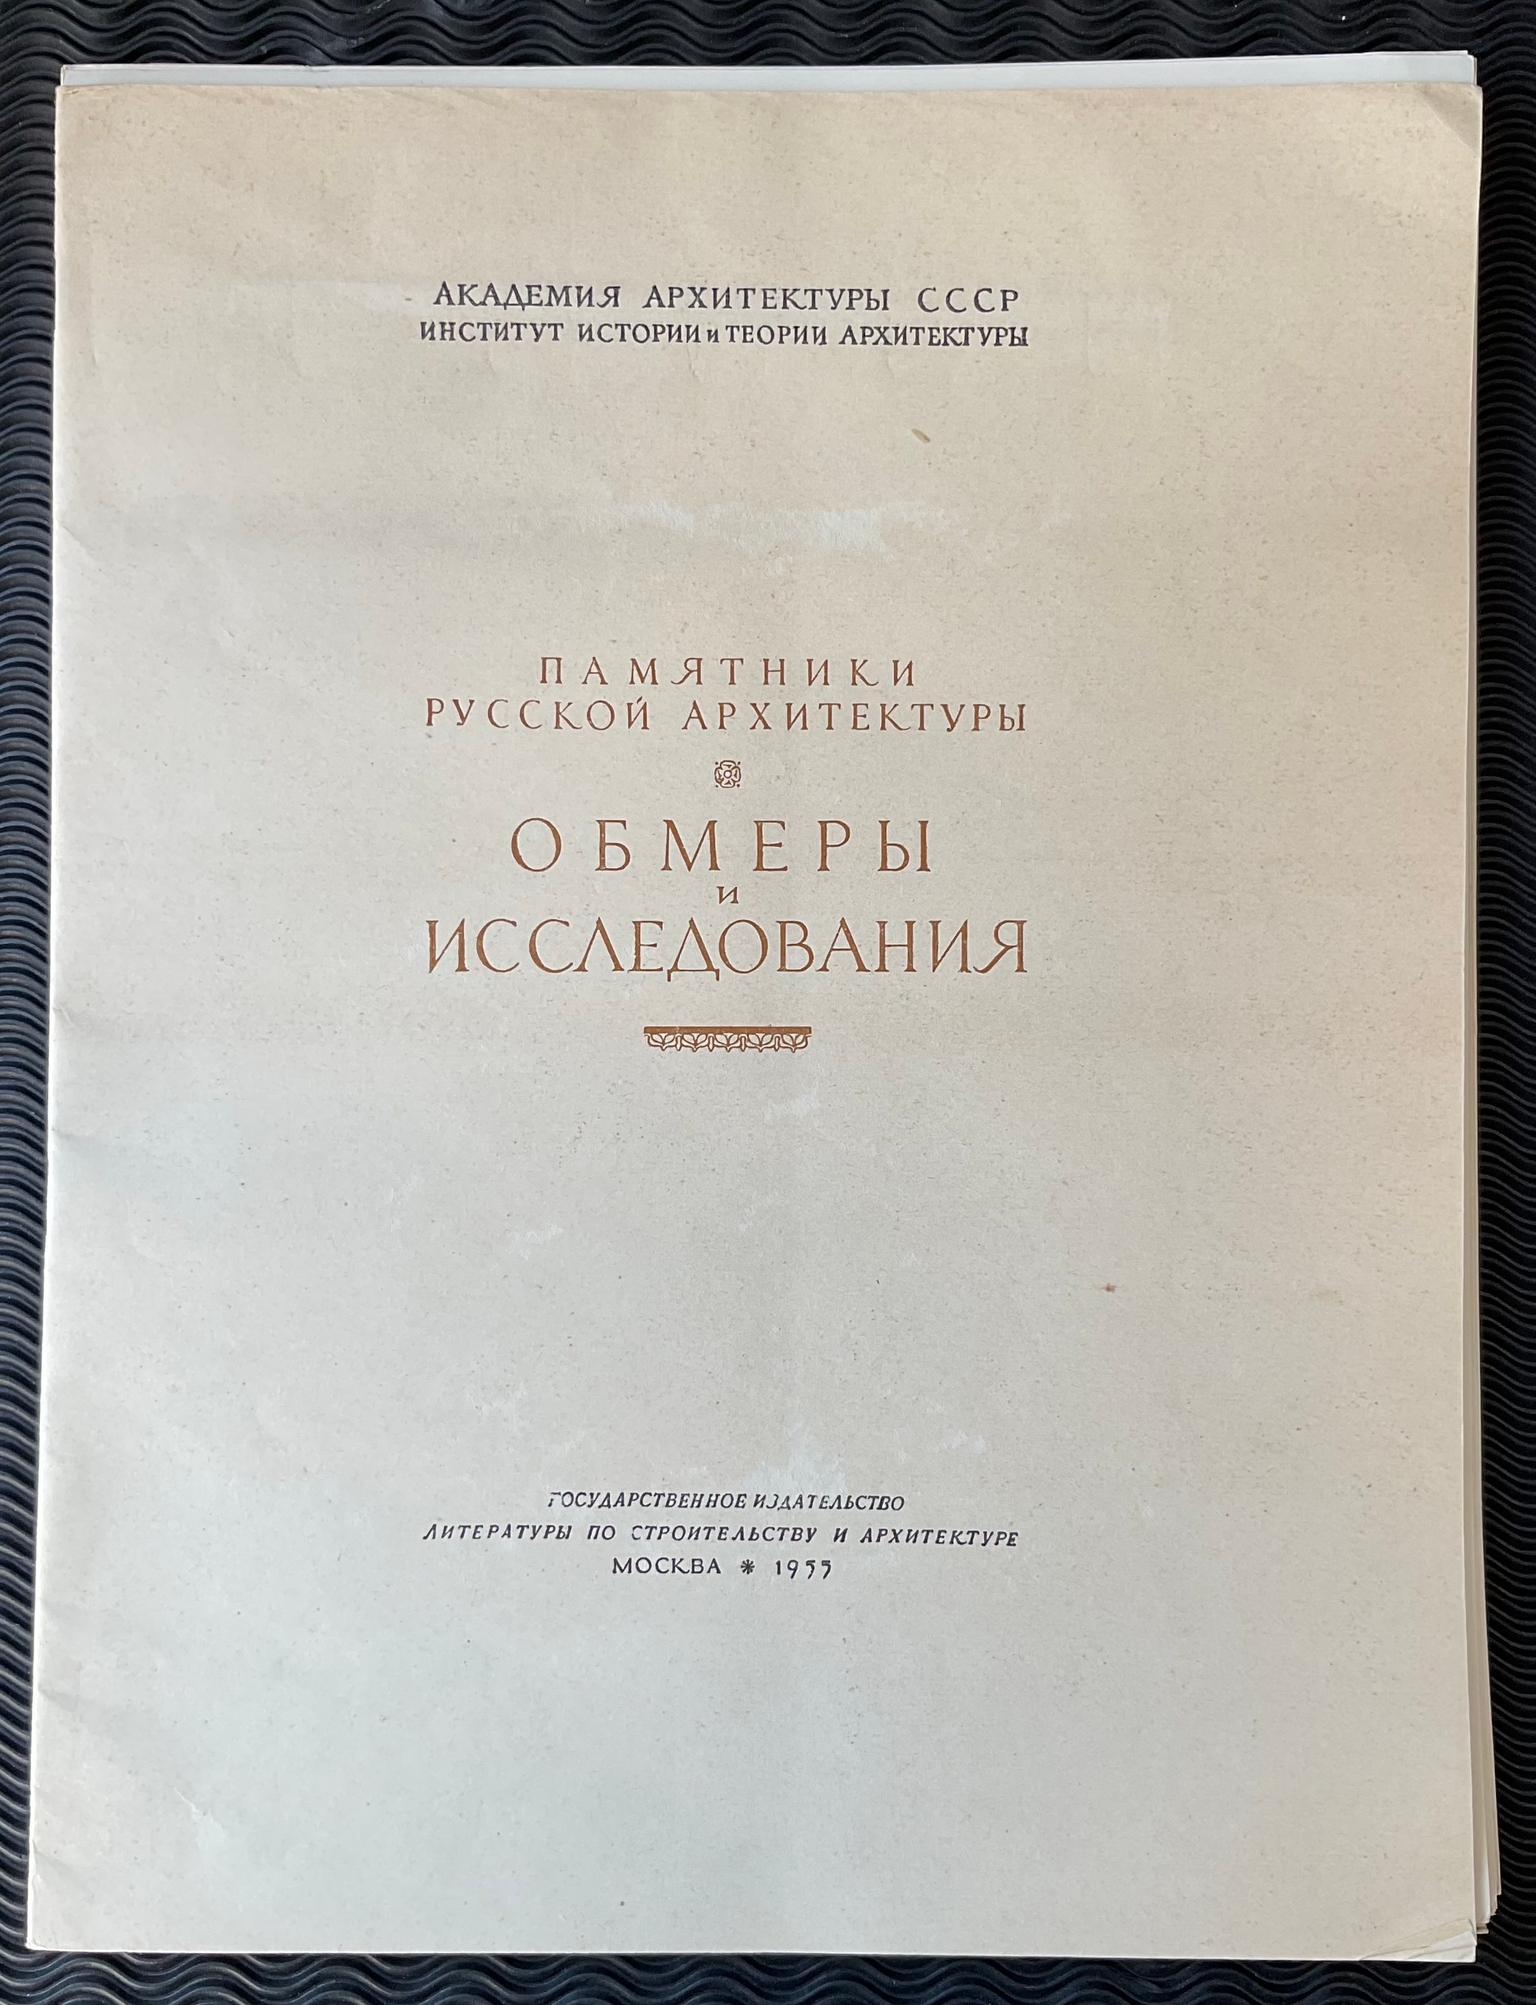 АКАДЕМИЯ АРХИТЕКТУРЫ СССР
ИНСТИТУТ ИСТОРИИ и ТЕОРИИ АРХИТЕКТУРЫ
ПАМЯТНИКИ
РУССКОЙ АРХИТЕКТУРЫ
ОБМЕРЫ
И
ИССЛЕДОВАНИЯ
ГОСУДАРСТВЕННОЕ ИЗДАТЕЛЬСТВО
ЛИТЕРАТУРЫ ПО СТРОИТЕЛЬСТВУ И АРХИТЕКТУРЕ
МОСКВА * 1955